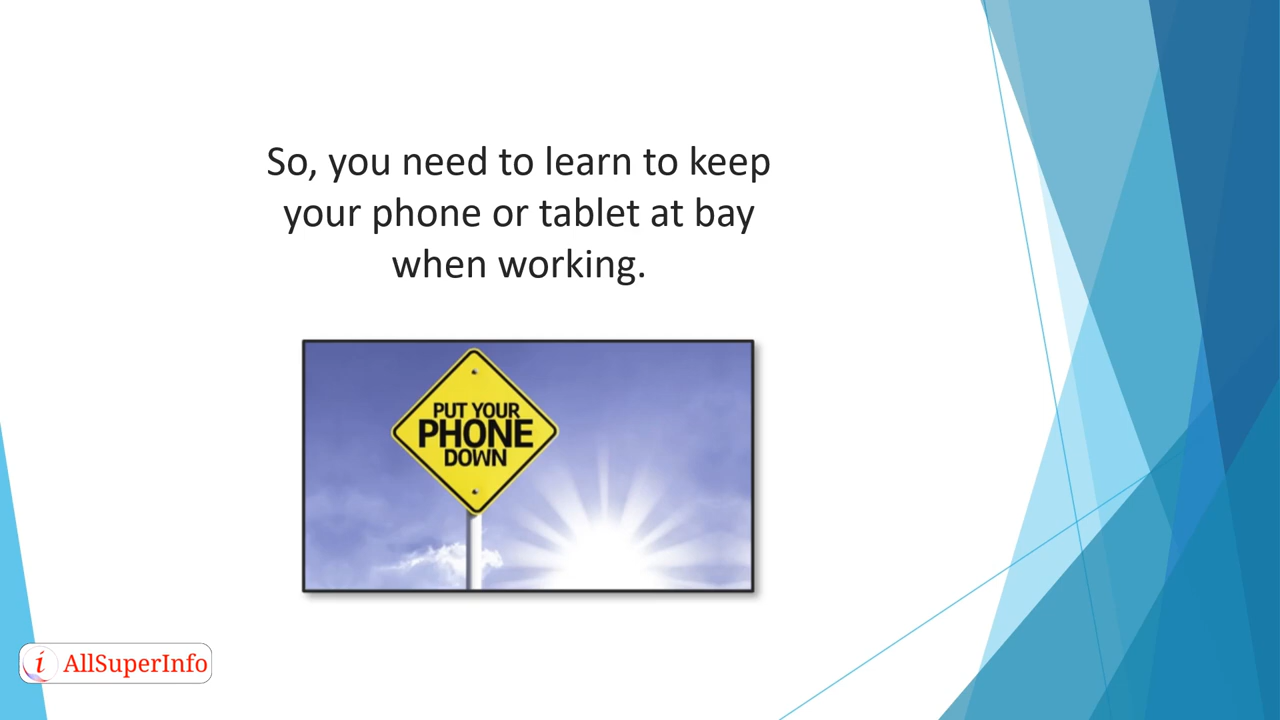 So, you need to learn to keep
your phone or tablet at bay
when working.
PUT YOUR
PHONE
DOWN
i AllSuperInfo